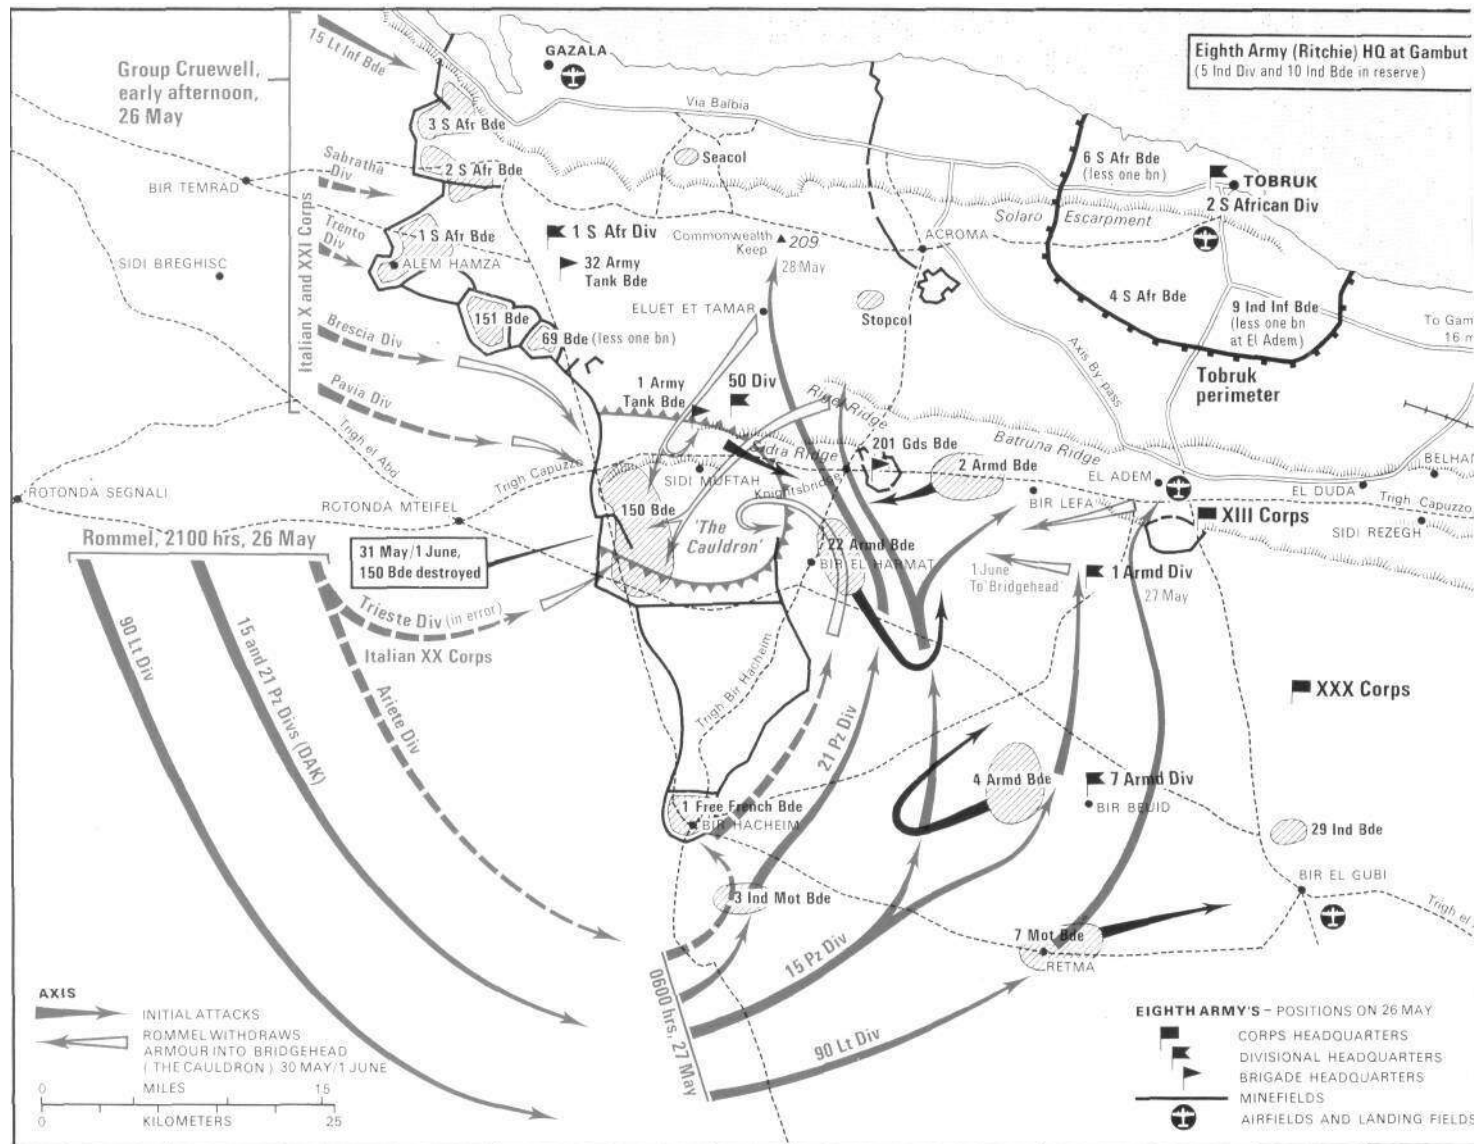 Group Cruewell,
early afternoon,
26 May
15 Lt Inf Bde
GAZALA
Eighth Army (Ritchie) HQ at Gambut
(5 Ind Div and 10 Ind Bde in reserve)
Via Balbia
3 S Afr Bde
Seacol
6 S Afr Bde
(less one bn)
Sabratha
Div
2 S Afr Bde
BIR TEMRAD
TOBRUK
2 S African Div
Solaro Escarpment
Italian X and XXI Corps
Trento
Div
1 S Afr Bde
1 S Afr Div
Commonwealth
Keep
209
28 May
ACROMA
SIDI BREGHISC
ALEM HAMZA
32 Army
Tank Bde
4 S Afr Bde
9 Ind Inf Bde
(less one bn
at El Adem)
ELUET ET TAMAR
Stopcol
151 Bde
69 Bde (less one bn)
To Gam
16 m
Brescia Div
Axis By-pass
Tobruk
perimeter
Pavia Div
1 Army
Tank Bde
50 Div
Rigel Ridge
Trigh el Abd
Sidra Ridge
201 Gds Bde
Batruna Ridge
2 Armd Bde
BELHAM
Trigh Capuzzo
SIDI MUFTAH
Knightsbridge
EL ADEM
BIR LEFA
EL DUDA
Trigh Capuzzo
ROTONDA SEGNALI
ROTONDA MTEIFEL
150 Bde
'The
Cauldron'
XIII Corps
SIDI REZEGH
Rommel, 2100 hrs, 26 May
31 May/1 June,
150 Bde destroyed
22 Armd Bde
BIR EL HARMAT
1 June
To 'Bridgehead'
1 Armd Div
27 May
Trieste Div (in error)
Italian XX Corps
90 Lt Div
15 and 21 Pz Divs (DAK)
Ariete Div
Trigh Bir Hacheim
21 Pz Div
XXX Corps
4 Armd Bde
7 Armd Div
BIR BEUID
1 Free French Bde
BIR HACHEIM
29 Ind Bde
BIR EL GUBI
3 Ind Mot Bde
Trigh el
7 Mot Bde
RETMA
15 Pz Div
0600 hrs, 27 May
90 Lt Div
AXIS
INITIAL ATTACKS
ROMMEL WITHDRAWS
ARMOUR INTO BRIDGEHEAD
(THE CAULDRON) 30 MAY/1 JUNE
0 MILES 15
0 KILOMETERS 25
EIGHTH ARMY'S – POSITIONS ON 26 MAY
CORPS HEADQUARTERS
DIVISIONAL HEADQUARTERS
BRIGADE HEADQUARTERS
MINEFIELDS
AIRFIELDS AND LANDING FIELDS